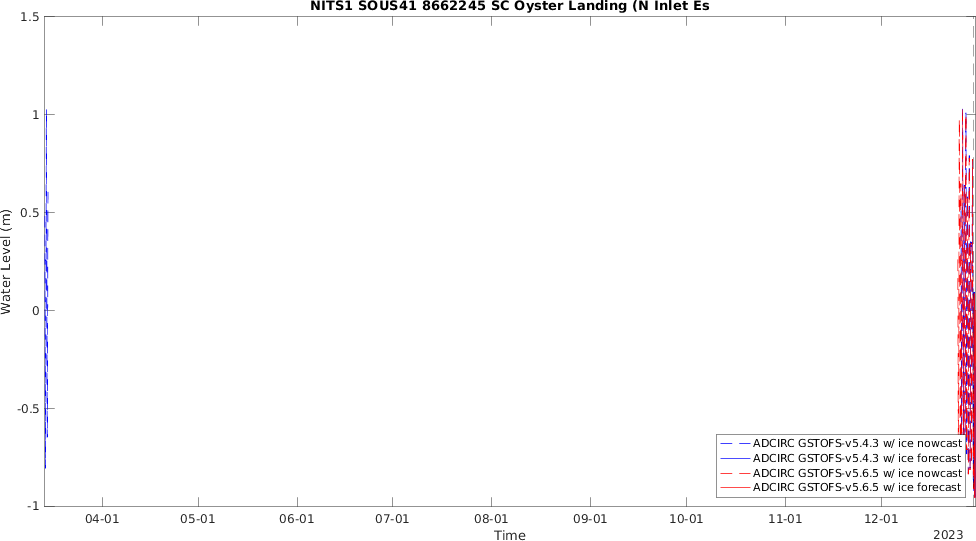 NITS1 SOUS41 8662245 SC Oyster Landing (N Inlet Es
1.5
1
0.5
0
-0.5
-1
Water Level (m)
04-01 05-01 06-01 07-01 08-01 09-01 10-01 11-01 12-01
Time
2023
ADCIRC GSTOFS-v5.4.3 w/ ice nowcast
ADCIRC GSTOFS-v5.4.3 w/ ice forecast
ADCIRC GSTOFS-v5.6.5 w/ ice nowcast
ADCIRC GSTOFS-v5.6.5 w/ ice forecast